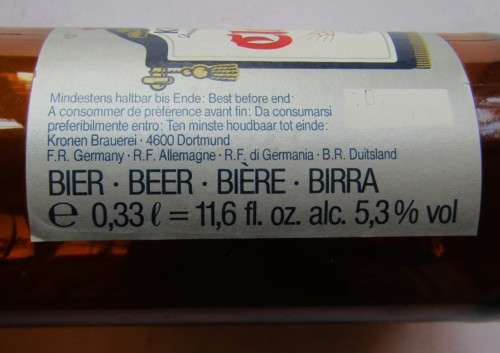 Mindestens haltbar bis Ende: Best before end:
A consommer de préférence avant fin: Da consumarsi
preferibilmente entro: Ten minste houdbaar tot einde:
Kronen Brauerei · 4600 Dortmund
F.R. Germany · R.F. Allemagne · R.F. di Germania · B.R. Duitsland
BIER · BEER · BIÈRE · BIRRA
e 0,33 ℓ = 11,6 fl. oz. alc. 5,3% vol